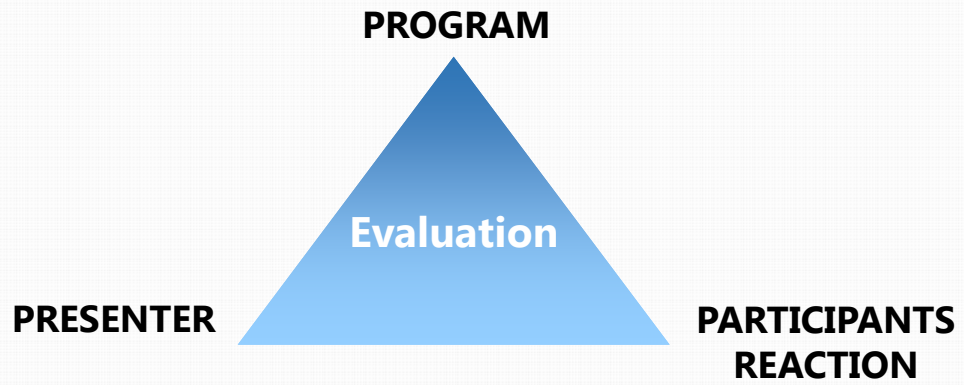 PROGRAM
Evaluation
PRESENTER
PARTICIPANTS
REACTION